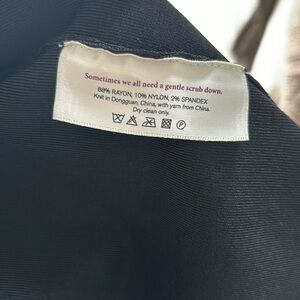 Sometimes we all need a gentle scrub down.
88% RAYON, 10% NYLON, 2% SPANDEX
Knit in Dongguan, China, with yarn from China.
Dry clean only.
P